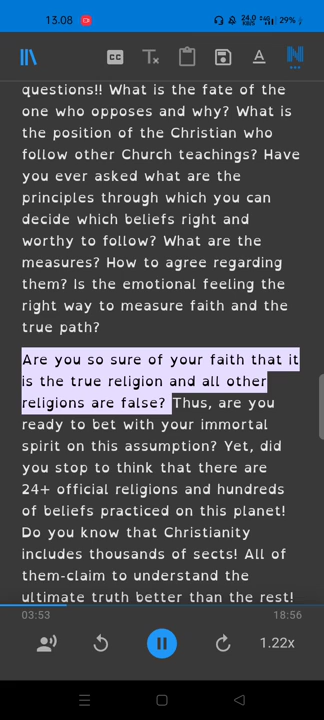 13.08
24.0 KB/s
29%
questions!! What is the fate of the
one who opposes and why? What is
the position of the Christian who
follow other Church teachings? Have
you ever asked what are the
principles through which you can
decide which beliefs right and
worthy to follow? What are the
measures? How to agree regarding
them? Is the emotional feeling the
right way to measure faith and the
true path?
Are you so sure of your faith that it
is the true religion and all other
religions are false? Thus, are you
ready to bet with your immortal
spirit on this assumption? Yet, did
you stop to think that there are
24+ official religions and hundreds
of beliefs practiced on this planet!
Do you know that Christianity
includes thousands of sects! All of
them-claim to understand the
ultimate truth better than the rest!
03:53
18:56
1.22x